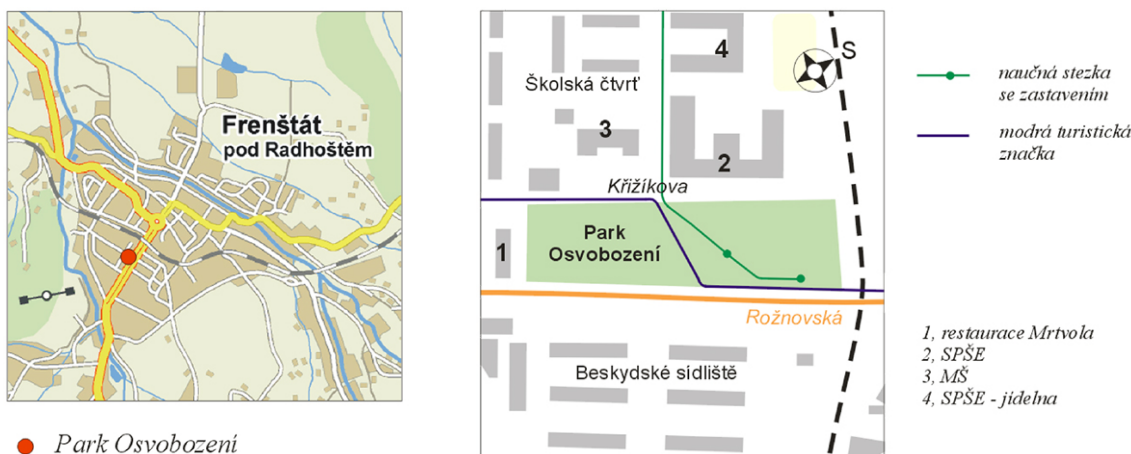 Frenštát
pod Radhoštěm
Park Osvobození
4
S
Školská čtvrť
3
2
Křižíkova
Park
Osvobození
1
Rožnovská
Beskydské sídliště
naučná stezka
se zastavením
modrá turistická
značka
1, restaurace Mrtvola
2, SPŠE
3, MŠ
4, SPŠE - jídelna